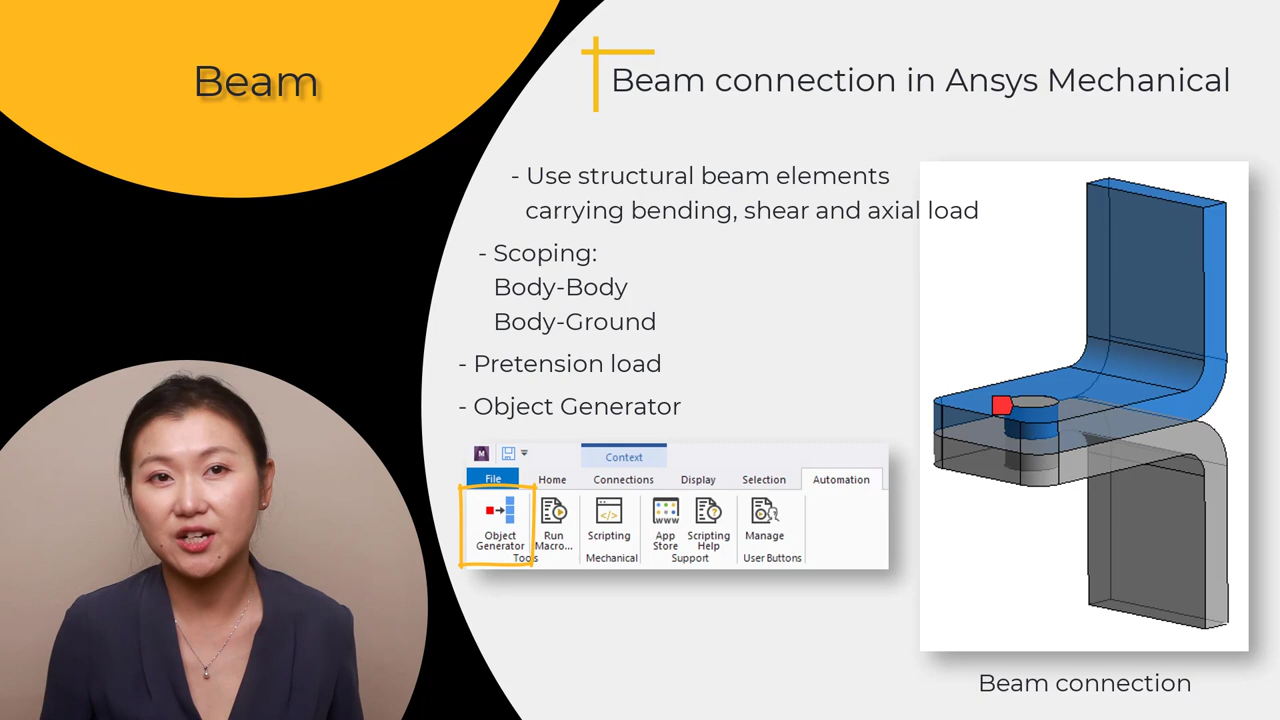 Beam
Beam connection in Ansys Mechanical
- Use structural beam elements
carrying bending, shear and axial load
- Scoping:
Body-Body
Body-Ground
- Pretension load
- Object Generator
M
Context
File Home Connections Display Selection Automation
Object Generator
Run Macro...
Scripting
App Store
www
Scripting Help
Manage
Tools Mechanical Support User Buttons
Beam connection